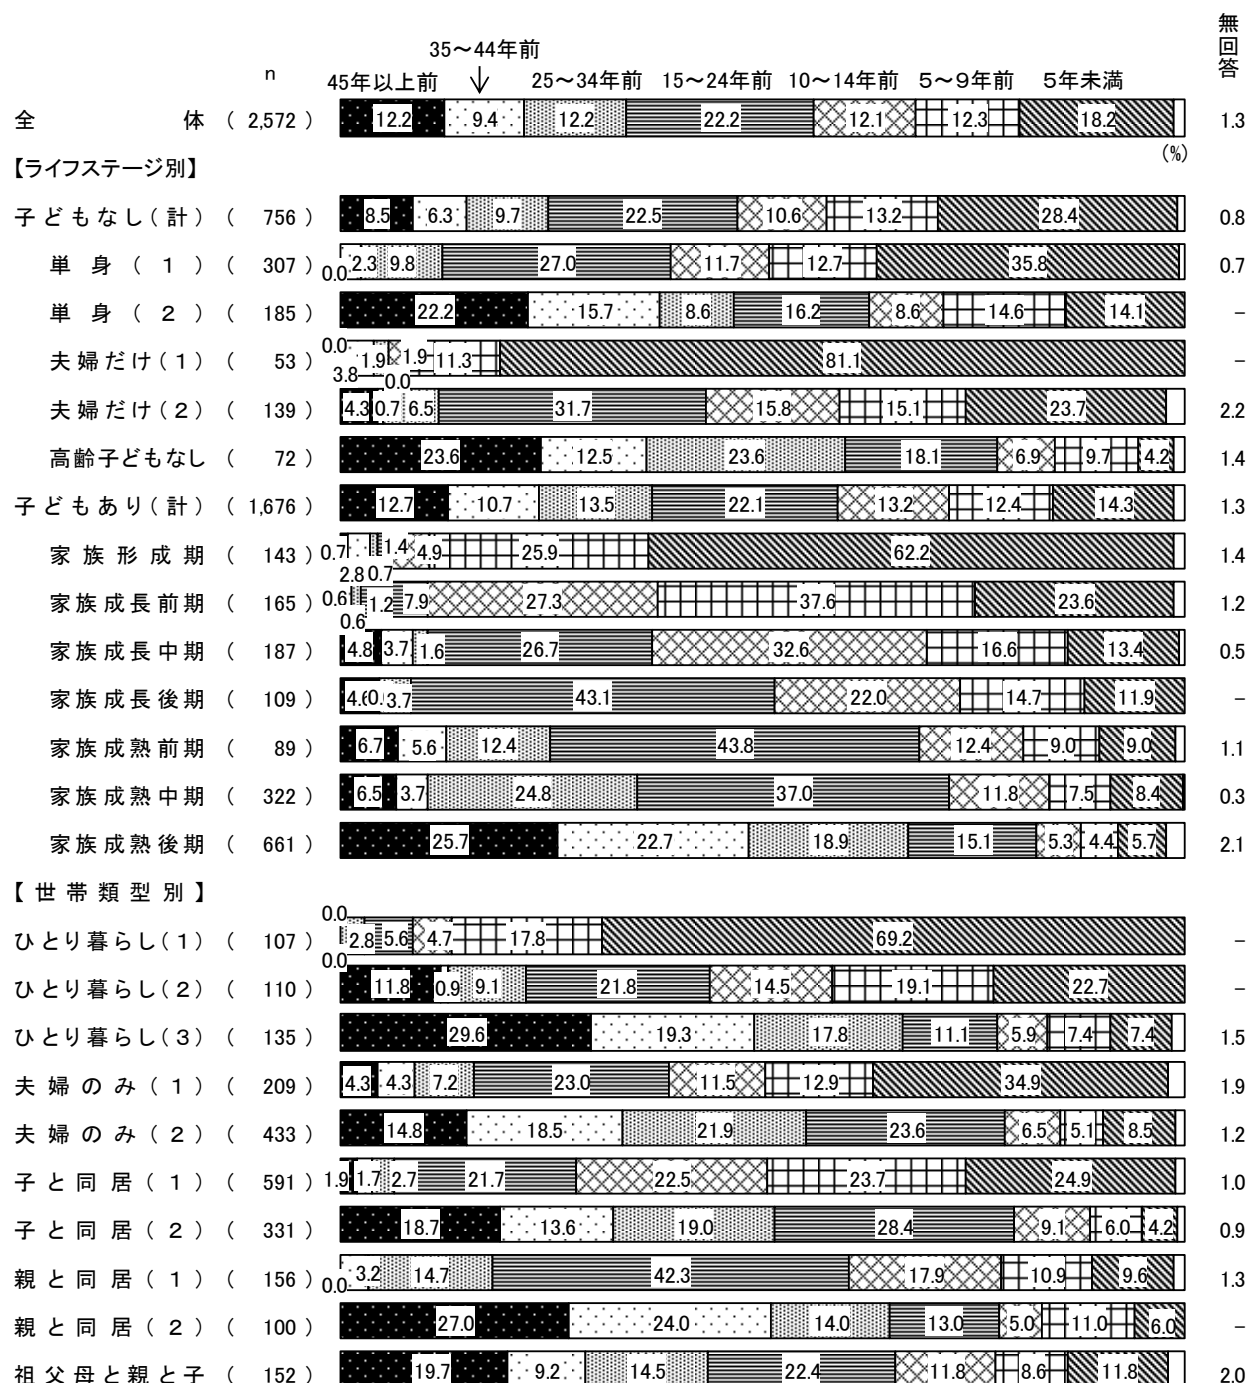 無回答
35～44年前
n 45年以上前 25～34年前 15～24年前 10～14年前 5～9年前 5年未満
全体 ( 2,572 ) 12.2 9.4 12.2 22.2 12.1 12.3 18.2 1.3
(%)
【ライフステージ別】
子どもなし(計) ( 756 ) 8.5 6.3 9.7 22.5 10.6 13.2 28.4 0.8
単身(1) ( 307 ) 0.0 2.3 9.8 27.0 11.7 12.7 35.8 0.7
単身(2) ( 185 ) 22.2 15.7 8.6 16.2 8.6 14.6 14.1 –
夫婦だけ(1) ( 53 ) 0.0 3.8 1.9 0.0 1.9 11.3 81.1 –
夫婦だけ(2) ( 139 ) 4.3 0.7 6.5 31.7 15.8 15.1 23.7 2.2
高齢子どもなし ( 72 ) 23.6 12.5 23.6 18.1 6.9 9.7 4.2 1.4
子どもあり(計) ( 1,676 ) 12.7 10.7 13.5 22.1 13.2 12.4 14.3 1.3
家族形成期 ( 143 ) 0.7 2.8 0.7 1.4 4.9 25.9 62.2 1.4
家族成長前期 ( 165 ) 0.6 0.6 1.2 7.9 27.3 37.6 23.6 1.2
家族成長中期 ( 187 ) 4.8 3.7 1.6 26.7 32.6 16.6 13.4 0.5
家族成長後期 ( 109 ) 4.6 3.7 43.1 22.0 14.7 11.9 –
家族成熟前期 ( 89 ) 6.7 5.6 12.4 43.8 12.4 9.0 9.0 1.1
家族成熟中期 ( 322 ) 6.5 3.7 24.8 37.0 11.8 7.5 8.4 0.3
家族成熟後期 ( 661 ) 25.7 22.7 18.9 15.1 5.3 4.4 5.7 2.1
【世帯類型別】
ひとり暮らし(1) ( 107 ) 0.0 0.0 2.8 5.6 4.7 17.8 69.2 –
ひとり暮らし(2) ( 110 ) 11.8 0.9 9.1 21.8 14.5 19.1 22.7 –
ひとり暮らし(3) ( 135 ) 29.6 19.3 17.8 11.1 5.9 7.4 7.4 1.5
夫婦のみ(1) ( 209 ) 4.3 4.3 7.2 23.0 11.5 12.9 34.9 1.9
夫婦のみ(2) ( 433 ) 14.8 18.5 21.9 23.6 6.5 5.1 8.5 1.2
子と同居(1) ( 591 ) 1.9 1.7 2.7 21.7 22.5 23.7 24.9 1.0
子と同居(2) ( 331 ) 18.7 13.6 19.0 28.4 9.1 6.0 4.2 0.9
親と同居(1) ( 156 ) 0.0 3.2 14.7 42.3 17.9 10.9 9.6 1.3
親と同居(2) ( 100 ) 27.0 24.0 14.0 13.0 5.0 11.0 6.0 –
祖父母と親と子 ( 152 ) 19.7 9.2 14.5 22.4 11.8 8.6 11.8 2.0